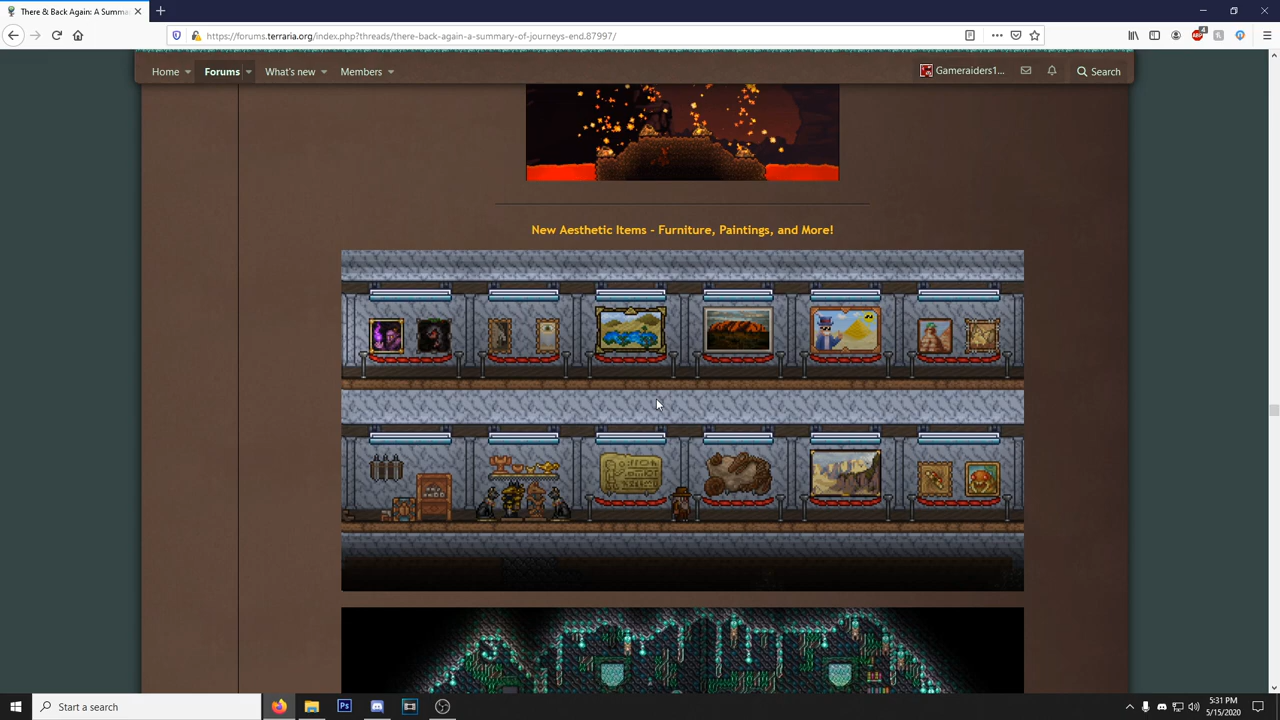 There & Back Again: A Summa
https://forums.terraria.org/index.php?threads/there-back-again-a-summary-of-journeys-end.87997/
Home
Forums
What's new
Members
Gameraiders1...
Search
New Aesthetic Items - Furniture, Paintings, and More!
Start a search
5:31 PM
5/15/2020